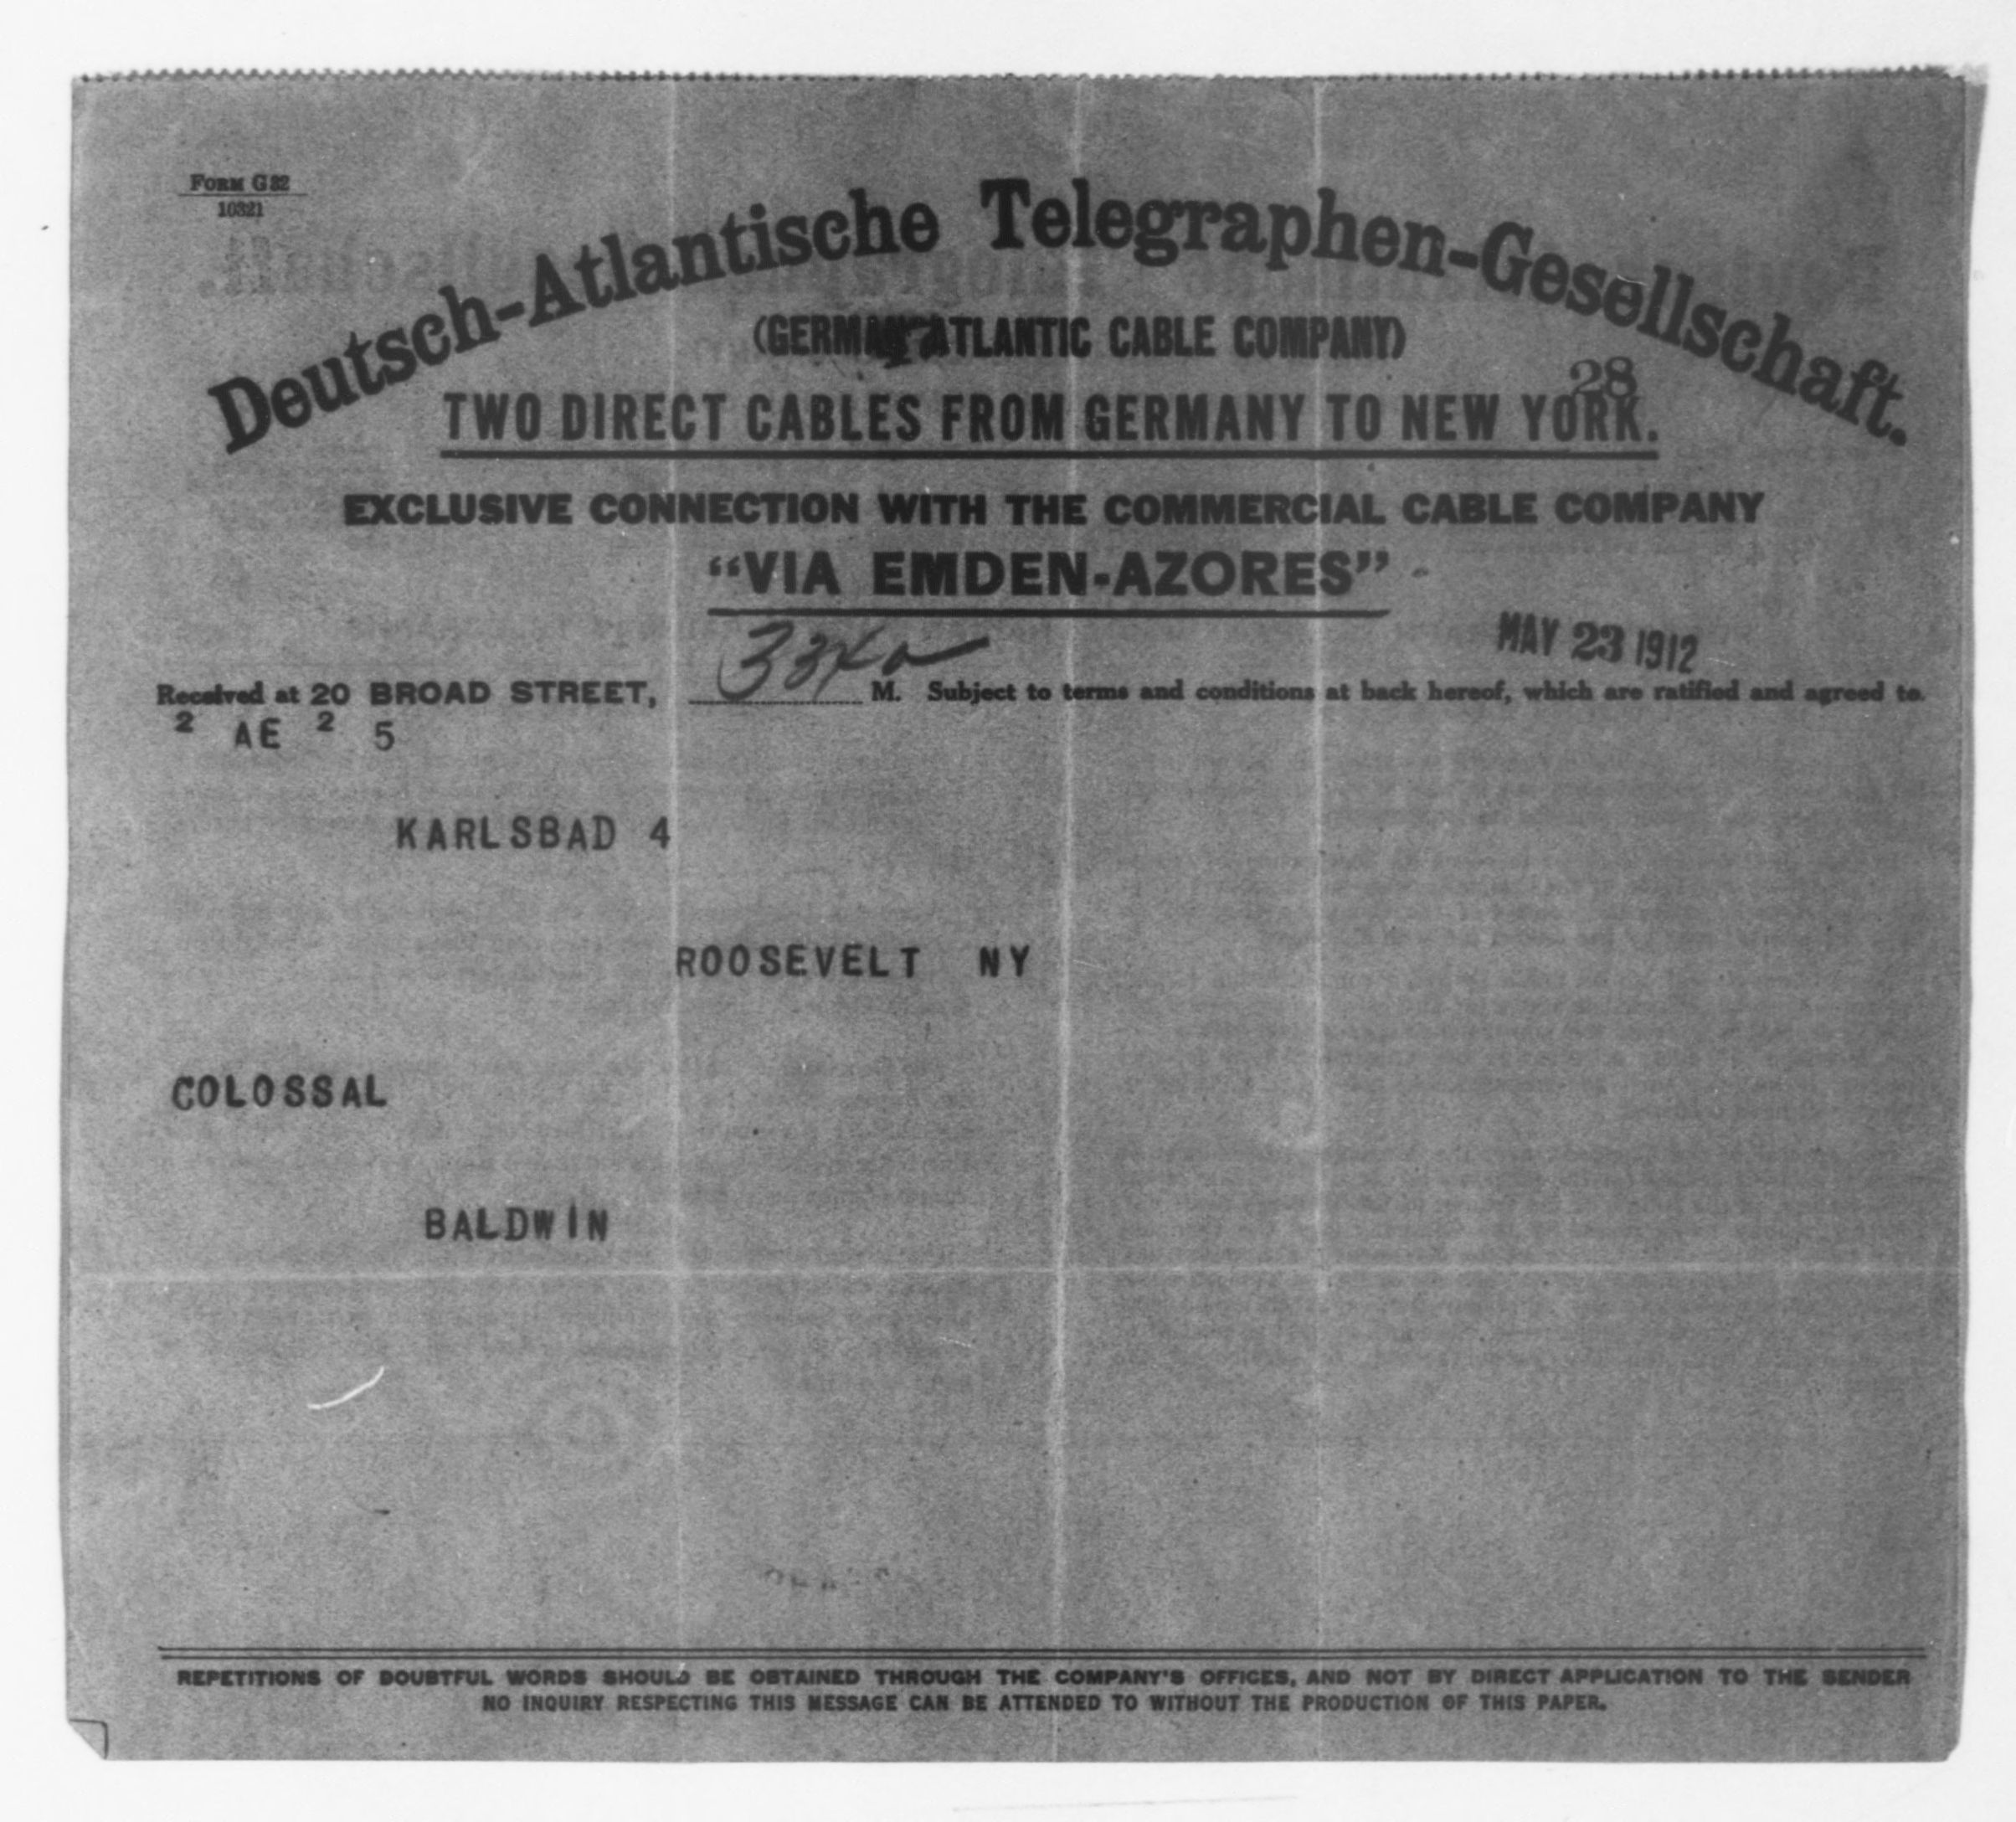 FORM G 22
10321
Deutsch-Atlantische Telegraphen-Gesellschaft.
(GERMAN ATLANTIC CABLE COMPANY)
28
TWO DIRECT CABLES FROM GERMANY TO NEW YORK.
EXCLUSIVE CONNECTION WITH THE COMMERCIAL CABLE COMPANY
“VIA EMDEN-AZORES”
MAY 23 1912
Received at 20 BROAD STREET, M. Subject to terms and conditions at back hereof, which are ratified and agreed to.
2 AE 2 5
KARLSBAD 4
ROOSEVELT NY
COLOSSAL
BALDWIN
REPETITIONS OF DOUBTFUL WORDS SHOULD BE OBTAINED THROUGH THE COMPANY'S OFFICES, AND NOT BY DIRECT APPLICATION TO THE SENDER
NO INQUIRY RESPECTING THIS MESSAGE CAN BE ATTENDED TO WITHOUT THE PRODUCTION OF THIS PAPER.